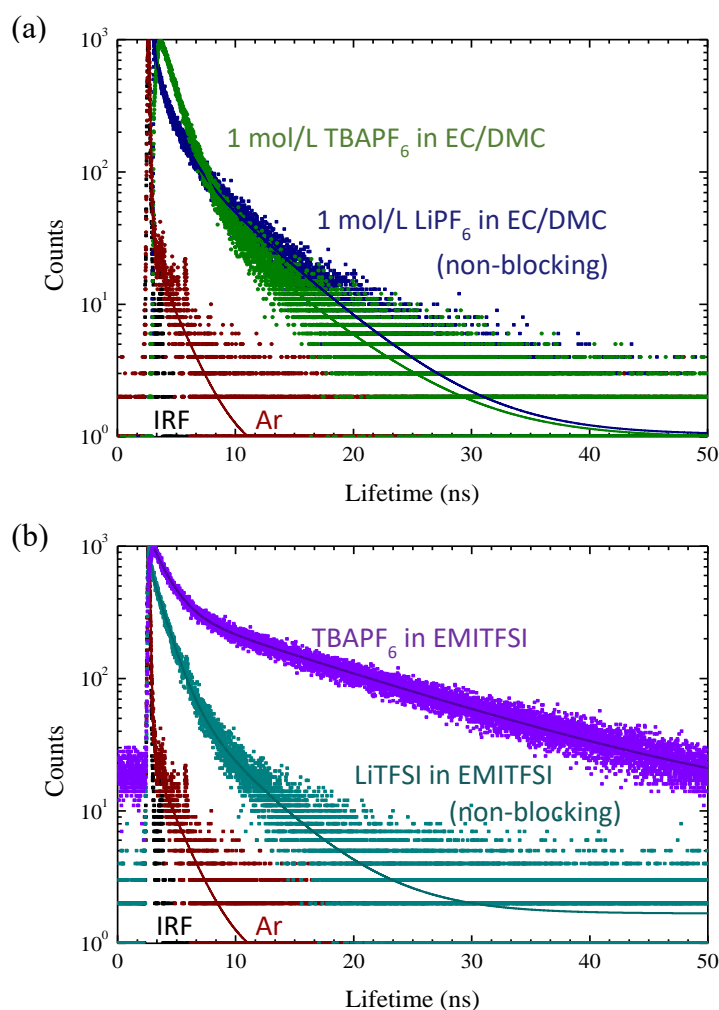 (a)
10³
10²
10¹
10⁰
Counts
1 mol/L TBAPF₆ in EC/DMC
1 mol/L LiPF₆ in EC/DMC
(non-blocking)
IRF
Ar
0
10
20
30
40
50
Lifetime (ns)
(b)
10³
10²
10¹
10⁰
Counts
TBAPF₆ in EMITFSI
LiTFSI in EMITFSI
(non-blocking)
IRF
Ar
0
10
20
30
40
50
Lifetime (ns)